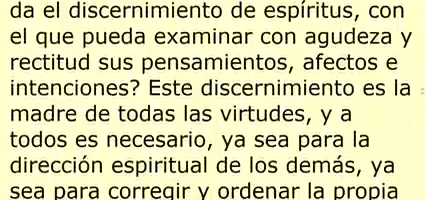 da el discernimiento de espíritus, con
el que pueda examinar con agudeza y
rectitud sus pensamientos, afectos e
intenciones? Este discernimiento es la
madre de todas las virtudes, y a
todos es necesario, ya sea para la
dirección espiritual de los demás, ya
sea para corregir y ordenar la propia